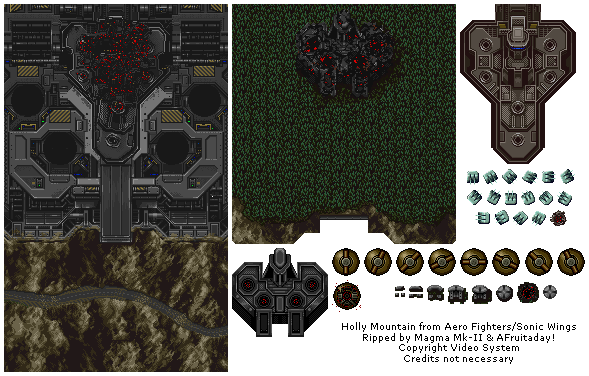 Holly Mountain from Aero Fighters/Sonic Wings
Ripped by Magma Mk-II & AFruitaday!
Copyright Video System
Credits not necessary